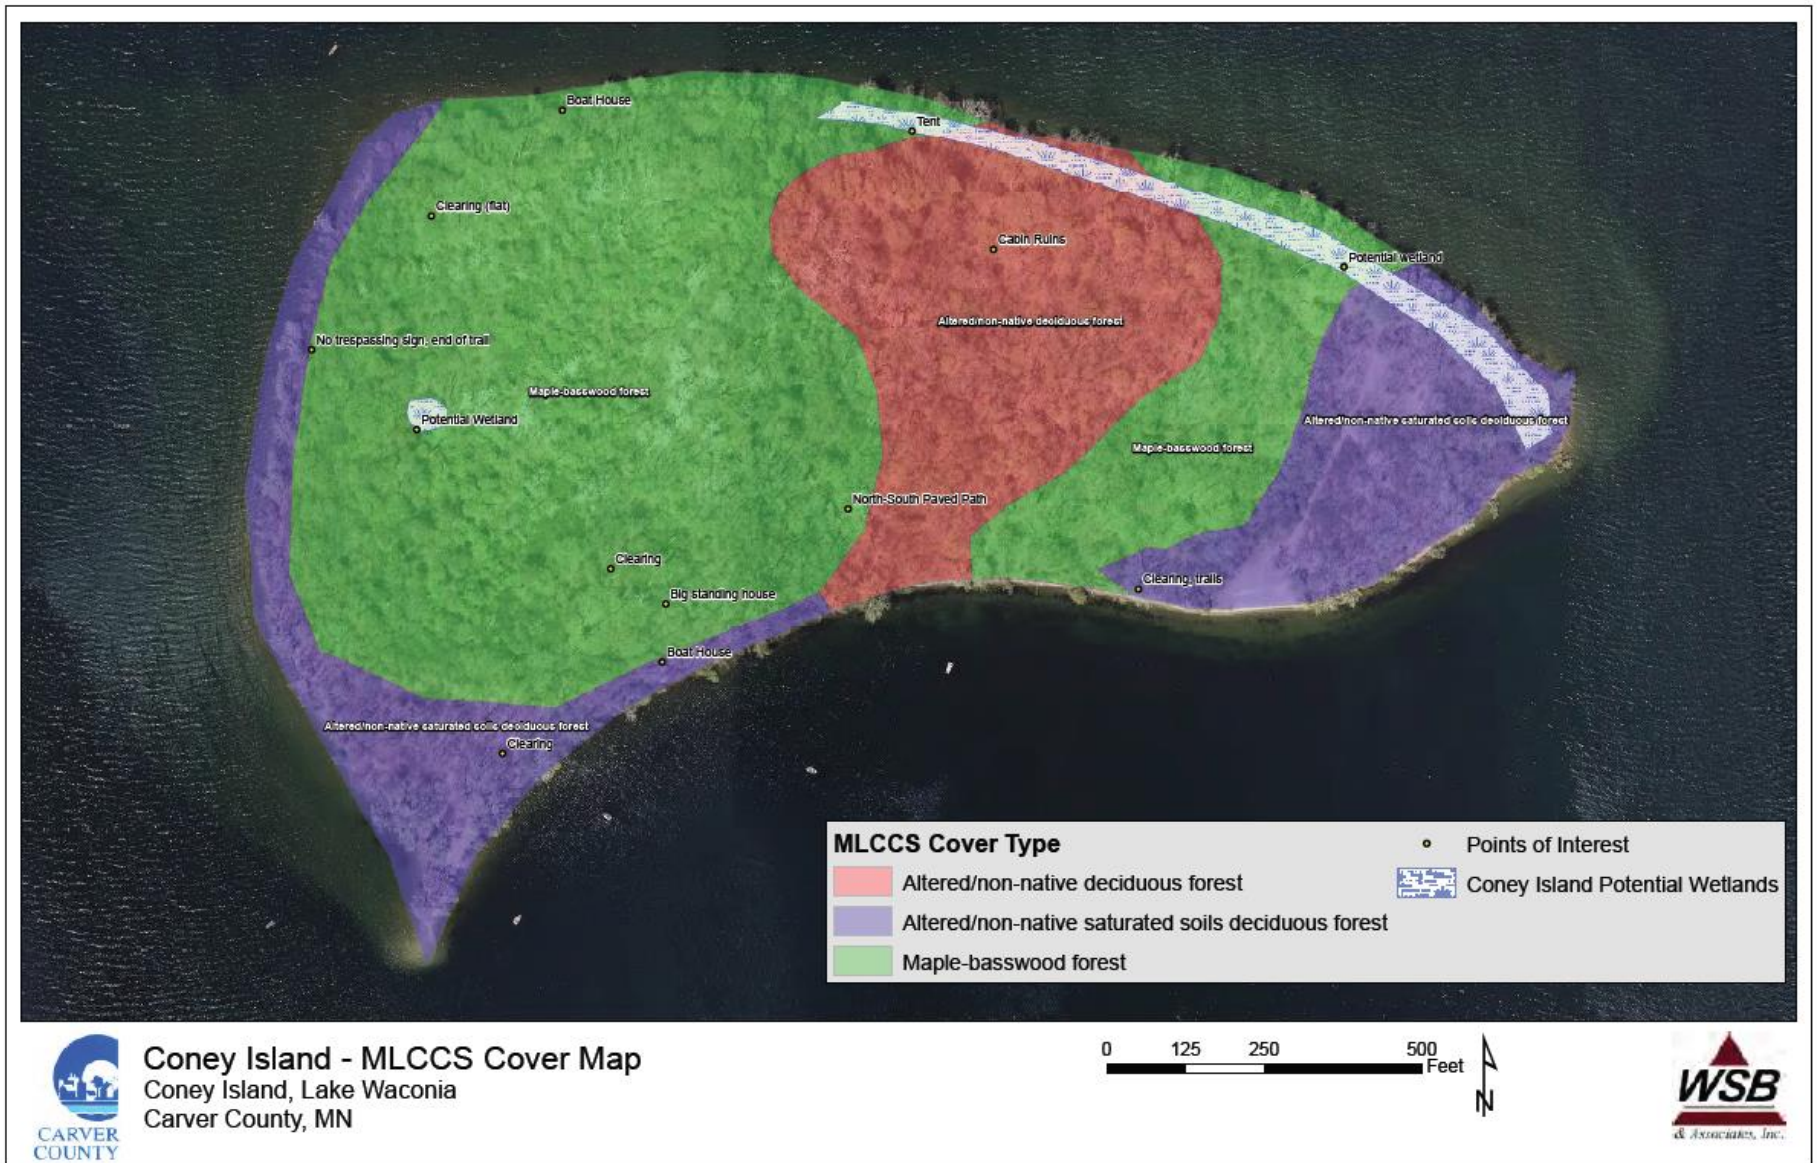 Boat House
Tent
Clearing (flat)
Cabin Ruins
Potential wetland
Altered/non-native deciduous forest
No trespassing sign, end of trail
Maple-basswood forest
Potential Wetland
Altered/non-native saturated soils deciduous forest
Maple-basswood forest
North-South Paved Path
Clearing
Clearing, trails
Big standing house
Boat House
Altered/non-native saturated soils deciduous forest
Clearing
MLCCS Cover Type
Altered/non-native deciduous forest
Altered/non-native saturated soils deciduous forest
Maple-basswood forest
Points of Interest
Coney Island Potential Wetlands
CARVER
COUNTY
Coney Island - MLCCS Cover Map
Coney Island, Lake Waconia
Carver County, MN
0 125 250 500
Feet
N
WSB
& Associates, Inc.